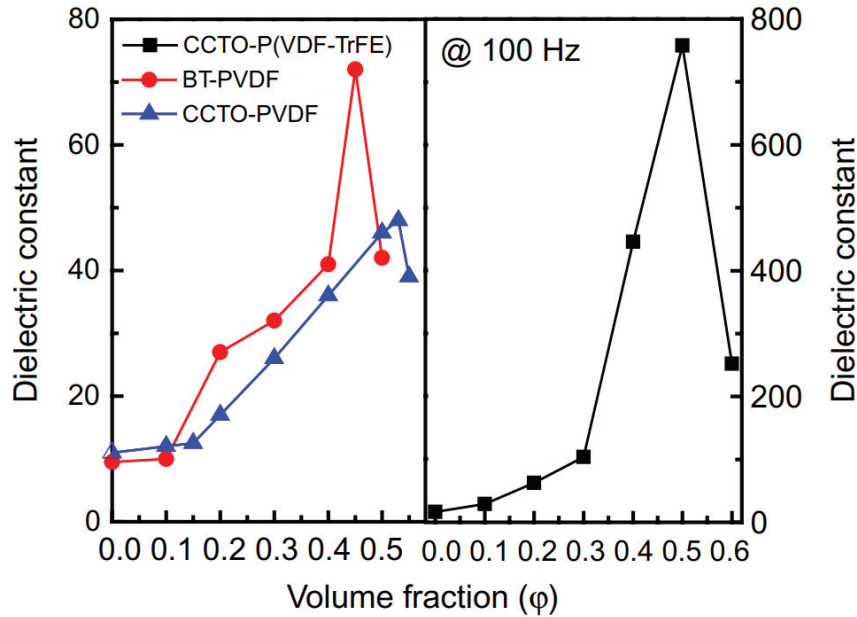 80
60
40
20
0
Dielectric constant
CCTO-P(VDF-TrFE)
BT-PVDF
CCTO-PVDF
0.0 0.1 0.2 0.3 0.4 0.5
@ 100 Hz
0.0 0.1 0.2 0.3 0.4 0.5 0.6
800
600
400
200
0
Dielectric constant
Volume fraction (φ)